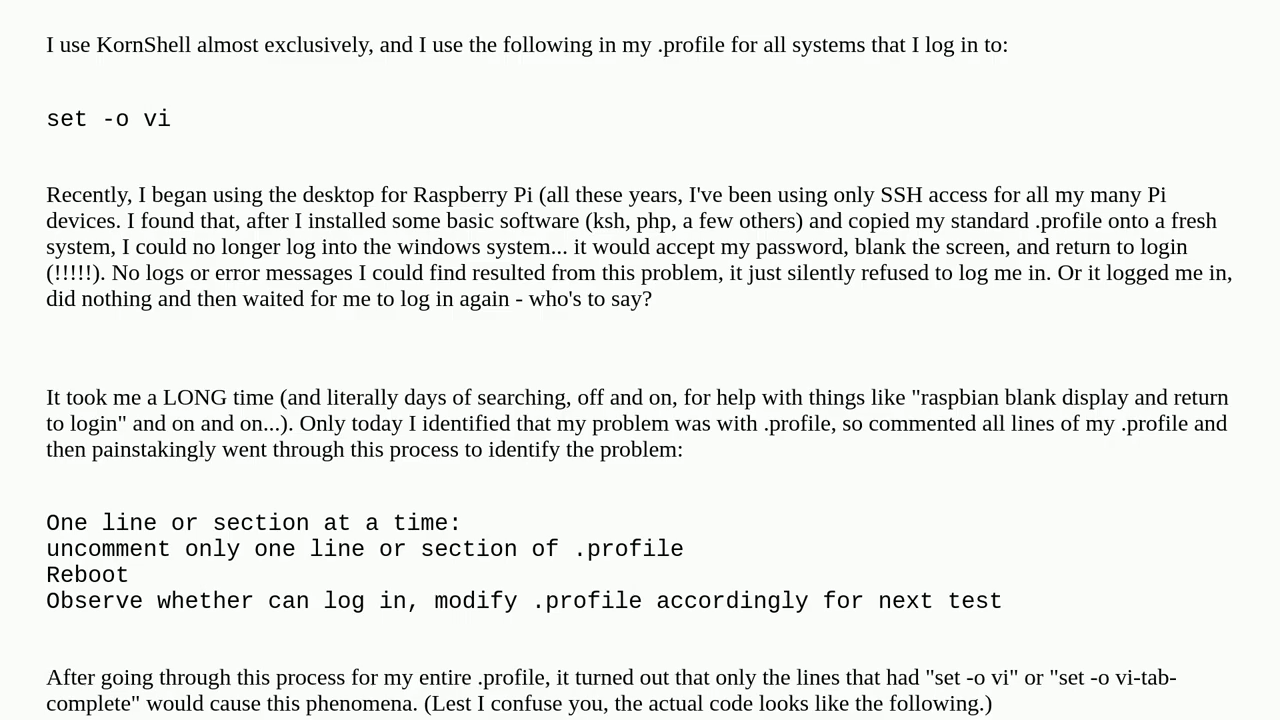 I use KornShell almost exclusively, and I use the following in my .profile for all systems that I log in to:
set -o vi
Recently, I began using the desktop for Raspberry Pi (all these years, I've been using only SSH access for all my many Pi
devices. I found that, after I installed some basic software (ksh, php, a few others) and copied my standard .profile onto a fresh
system, I could no longer log into the windows system... it would accept my password, blank the screen, and return to login
(!!!!!). No logs or error messages I could find resulted from this problem, it just silently refused to log me in. Or it logged me in,
did nothing and then waited for me to log in again - who's to say?
It took me a LONG time (and literally days of searching, off and on, for help with things like "raspbian blank display and return
to login" and on and on...). Only today I identified that my problem was with .profile, so commented all lines of my .profile and
then painstakingly went through this process to identify the problem:
One line or section at a time:
uncomment only one line or section of .profile
Reboot
Observe whether can log in, modify .profile accordingly for next test
After going through this process for my entire .profile, it turned out that only the lines that had "set -o vi" or "set -o vi-tab-
complete" would cause this phenomena. (Lest I confuse you, the actual code looks like the following.)